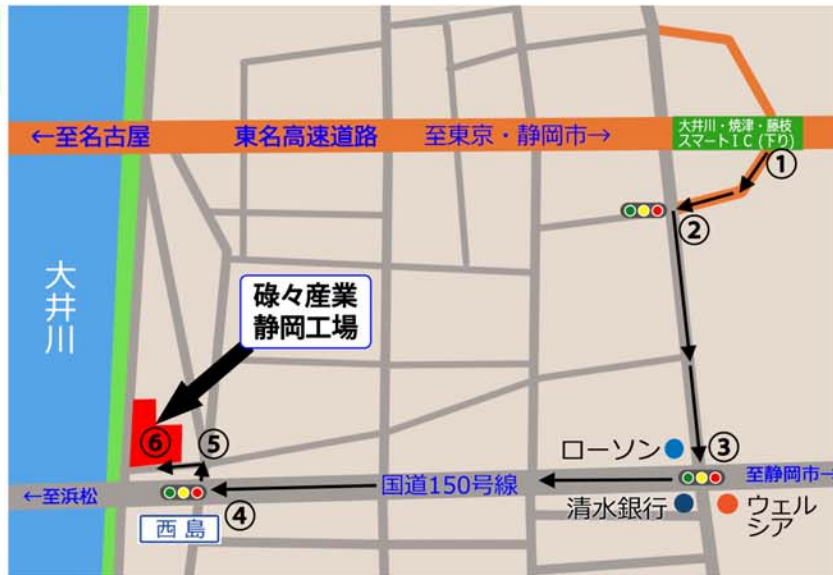 ←至名古屋
東名高速道路
至東京・静岡市→
大井川・焼津・藤枝
スマートIC (下り)
①
②
大井川
碌々産業
静岡工場
⑥
⑤
ローソン
③
至静岡市→
←至浜松
国道150号線
④
西島
清水銀行
ウェル
シア